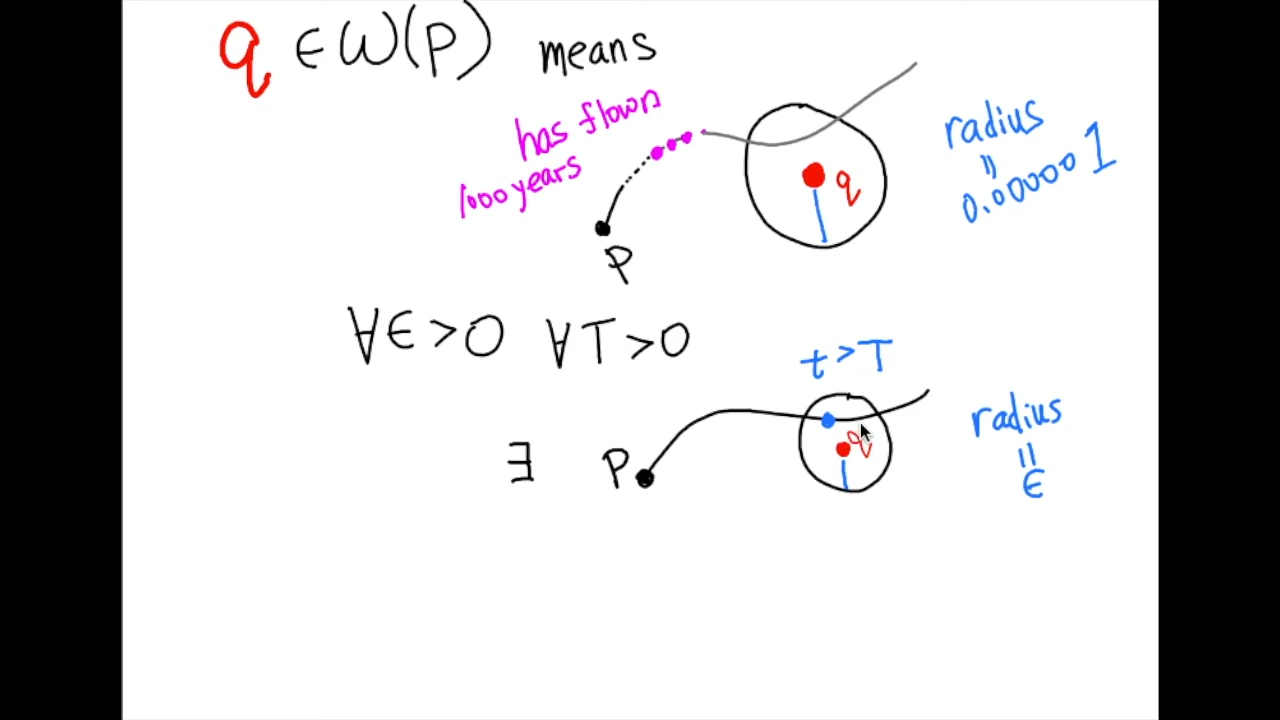 q ∈ ω(p) means
has flown
1000 years
radius
=
0.000001
q
p
∀ϵ > 0 ∀T > 0
t > T
∃ p q
radius
=
ϵ